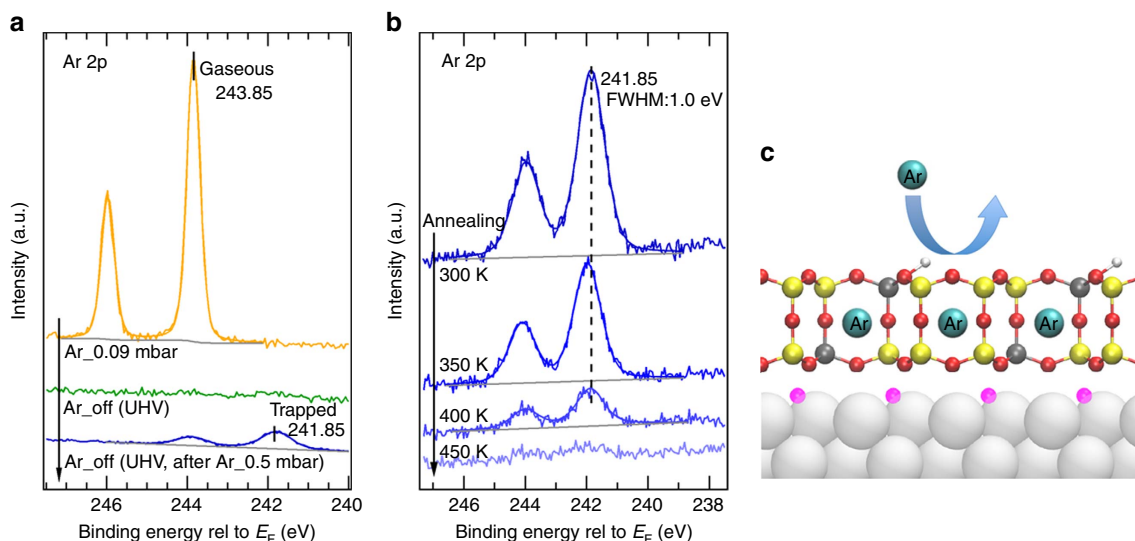 a
Ar 2p
Gaseous
243.85
Ar_0.09 mbar
Ar_off (UHV)
Trapped
241.85
Ar_off (UHV, after Ar_0.5 mbar)
Intensity (a.u.)
246 244 242 240
Binding energy rel to E_F (eV)
b
Ar 2p
241.85
FWHM:1.0 eV
Annealing
300 K
350 K
400 K
450 K
Intensity (a.u.)
246 244 242 240 238
Binding energy rel to E_F (eV)
c
Ar
Ar Ar Ar